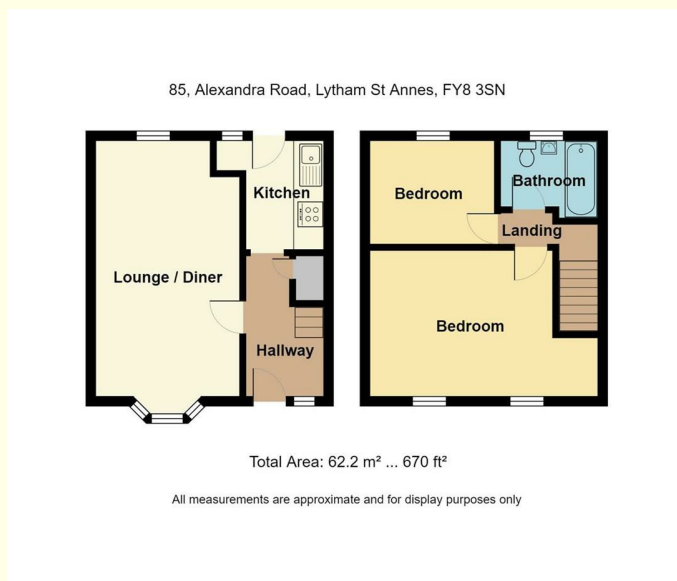 85, Alexandra Road, Lytham St Annes, FY8 3SN
Kitchen
Lounge / Diner
Hallway
Bedroom
Bathroom
Landing
Bedroom
Total Area: 62.2 m² ... 670 ft²
All measurements are approximate and for display purposes only